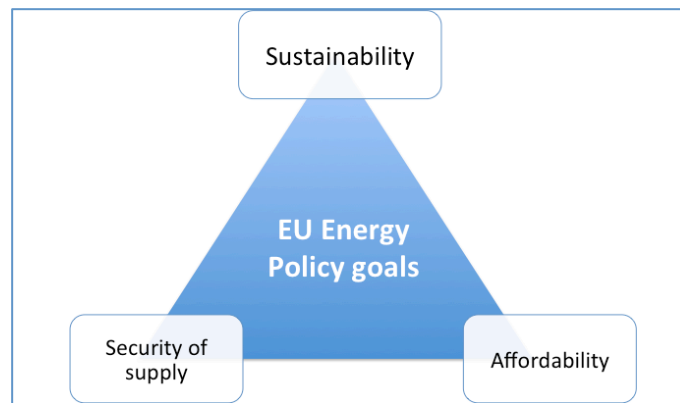 Sustainability
EU Energy
Policy goals
Security of
supply
Affordability